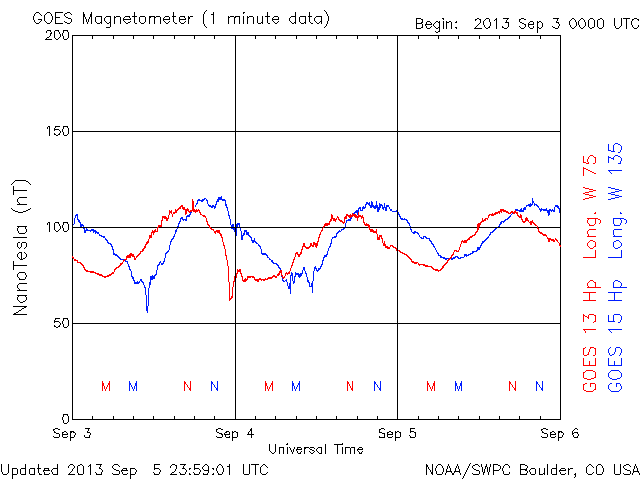 GOES Magnetometer (1 minute data)
Begin: 2013 Sep 3 0000 UTC
200
150
100
50
0
NanoTesla (nT)
M M N N M M N N M M N N
Sep 3 Sep 4 Sep 5 Sep 6
Universal Time
GOES 13 Hp Long. W 75
GOES 15 Hp Long. W 135
Updated 2013 Sep 5 23:59:01 UTC
NOAA/SWPC Boulder, CO USA